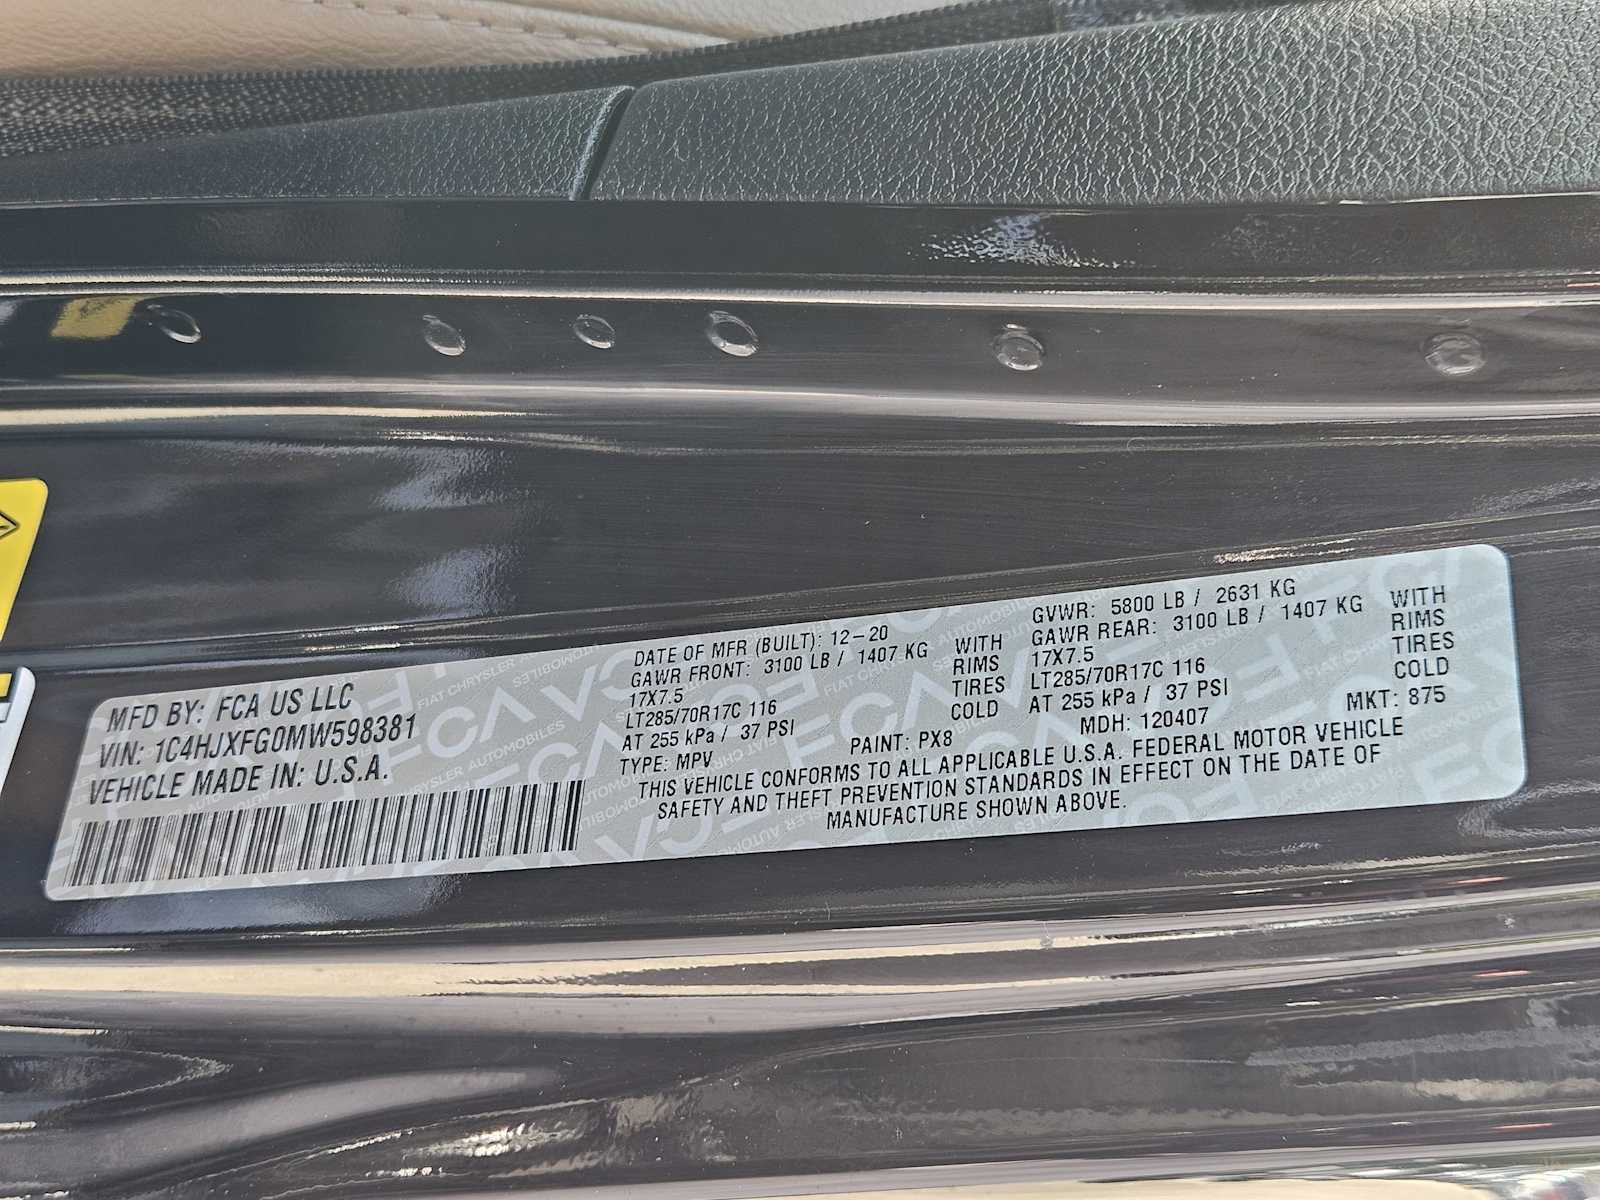 MFD BY: FCA US LLC
VIN: 1C4HJXFG0MW598381
VEHICLE MADE IN: U.S.A.
DATE OF MFR (BUILT): 12-20
GAWR FRONT: 3100 LB / 1407 KG WITH
17X7.5 RIMS
LT285/70R17C 116 TIRES
AT 255 kPa / 37 PSI COLD
TYPE: MPV PAINT: PX8
GVWR: 5800 LB / 2631 KG
GAWR REAR: 3100 LB / 1407 KG WITH
17X7.5 RIMS
LT285/70R17C 116 TIRES
AT 255 kPa / 37 PSI COLD
MDH: 120407 MKT: 875
THIS VEHICLE CONFORMS TO ALL APPLICABLE U.S.A. FEDERAL MOTOR VEHICLE
SAFETY AND THEFT PREVENTION STANDARDS IN EFFECT ON THE DATE OF
MANUFACTURE SHOWN ABOVE.